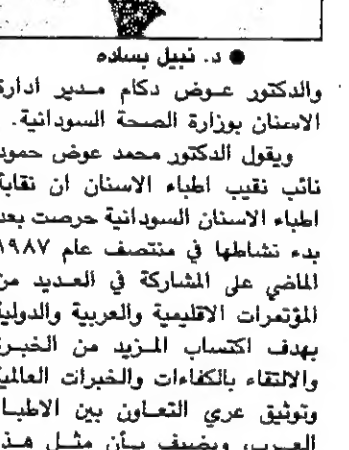 ● د. نبيل بساده
والدكتور عوض دكام مدير ادارة
الاسنان بوزارة الصحة السودانية.
ويقول الدكتور محمد عوض حمود
نائب نقيب اطباء الاسنان ان نقابة
اطباء الاسنان السودانية حرصت بعد
بدء نشاطها في منتصف عام ١٩٨٧
الماضي على المشاركة في العديد من
المؤتمرات الاقليمية والعربية والدولية
بهدف اكتساب المزيد من الخبرة
والالتقاء بالكفاءات والخبرات العالمية
وتوثيق عري التعاون بين الاطباء
العرب، ويضيف بأن مثل هذه